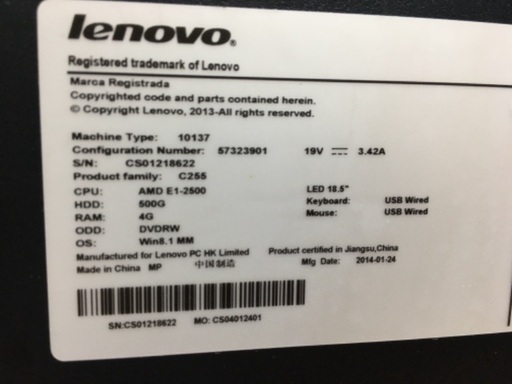 lenovo®
Registered trademark of Lenovo
Marca Registrada
Copyrighted code and parts contained herein.
© Copyright Lenovo, 2013-All rights reserved.
Machine Type: 10137
Configuration Number: 57323901 19V ⎓ 3.42A
S/N: CS01218622
Product family: C255
CPU: AMD E1-2500 LED 18.5"
HDD: 500G Keyboard: USB Wired
RAM: 4G Mouse: USB Wired
ODD: DVDRW
OS: Win8.1 MM
Manufactured for Lenovo PC HK Limited Product certified in Jiangsu,China
Made in China MP 中国制造 Mfg Date: 2014-01-24
SN:CS01218622 MO: CS04012401